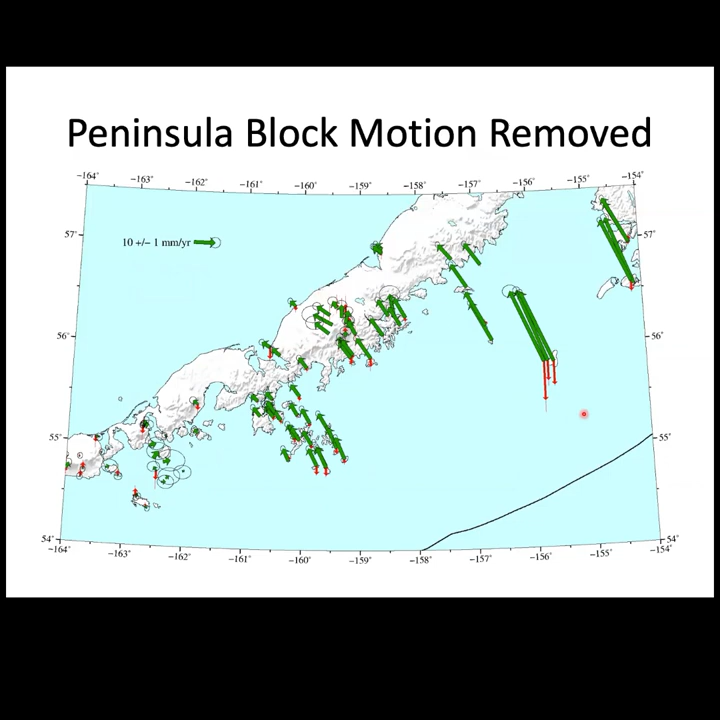 Peninsula Block Motion Removed
−164˚ −163˚ −162˚ −161˚ −160˚ −159˚ −158˚ −157˚ −156˚ −155˚ −154˚
57˚ 10 +/− 1 mm/yr 57˚
56˚ 56˚
55˚ 55˚
54˚ 54˚
−164˚ −163˚ −162˚ −161˚ −160˚ −159˚ −158˚ −157˚ −156˚ −155˚ −154˚